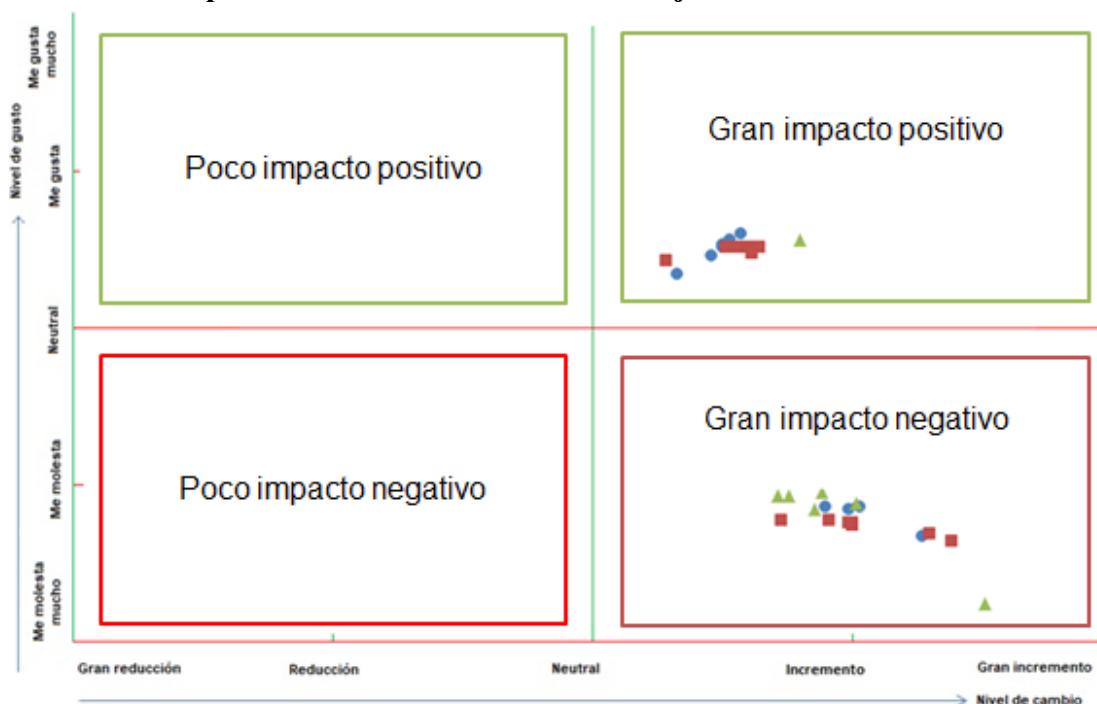 Me gusta
mucho
Nivel de gusto
Me gusta
Neutral
Me molesta
Me molesta
mucho
Poco impacto positivo
Gran impacto positivo
Poco impacto negativo
Gran impacto negativo
Gran reducción
Reducción
Neutral
Incremento
Gran incremento
Nivel de cambio